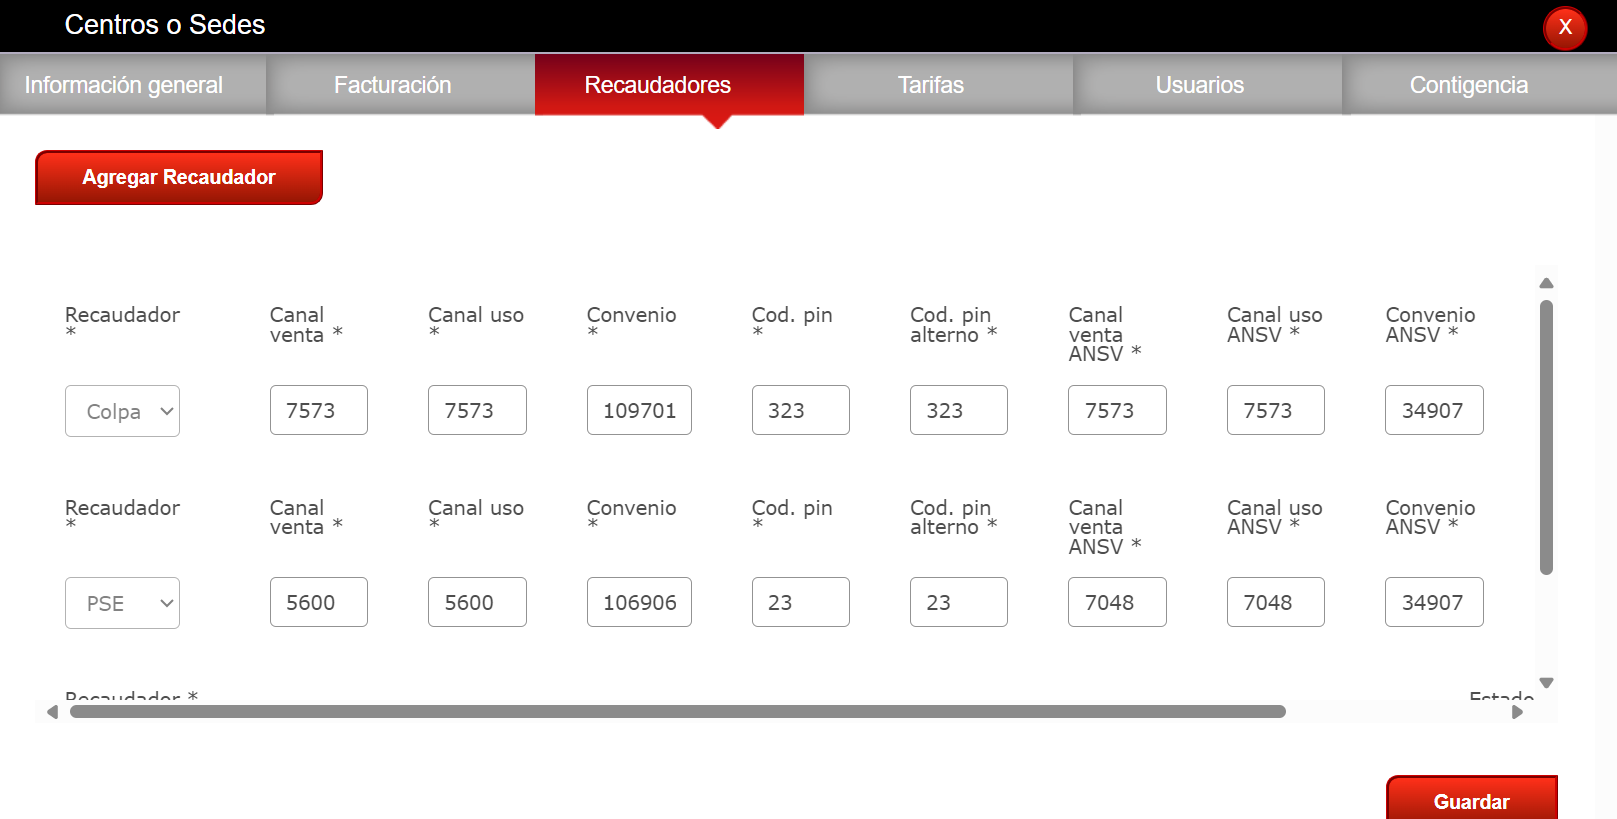 Centros o Sedes
X
Información general
Facturación
Recaudadores
Tarifas
Usuarios
Contigencia
Agregar Recaudador
Recaudador *
Canal venta *
Canal uso *
Convenio *
Cod. pin *
Cod. pin alterno *
Canal venta ANSV *
Canal uso ANSV *
Convenio ANSV *
Colpa
7573
7573
109701
323
323
7573
7573
34907
Recaudador *
Canal venta *
Canal uso *
Convenio *
Cod. pin *
Cod. pin alterno *
Canal venta ANSV *
Canal uso ANSV *
Convenio ANSV *
PSE
5600
5600
106906
23
23
7048
7048
34907
Recaudador *
Estado
Guardar